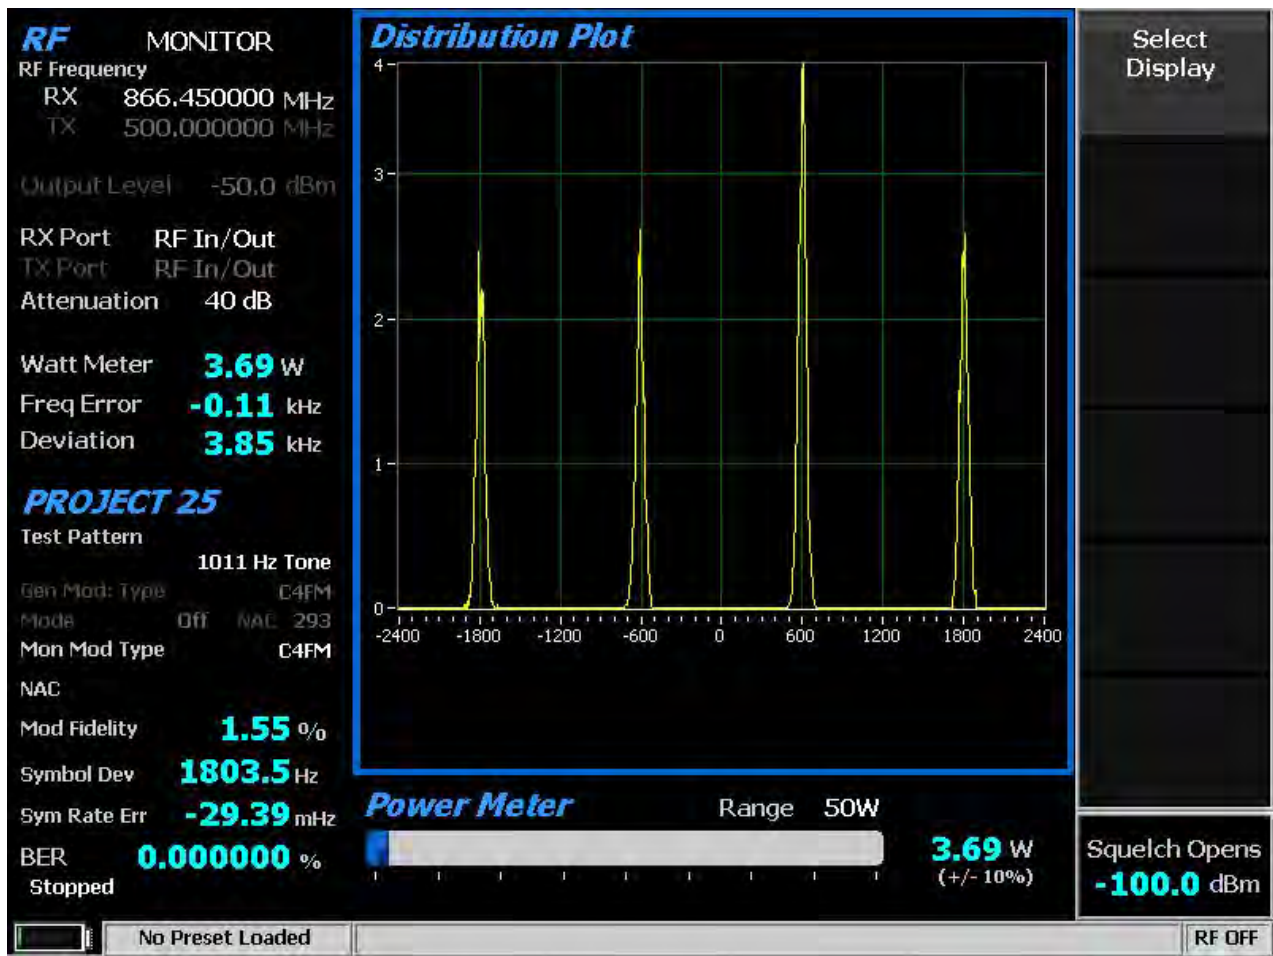 RF MONITOR
RF Frequency
RX 866.450000 MHz
TX 500.000000 MHz
Output Level -50.0 dBm
RX Port RF In/Out
TX Port RF In/Out
Attenuation 40 dB
Watt Meter 3.69 W
Freq Error -0.11 kHz
Deviation 3.85 kHz
PROJECT 25
Test Pattern
1011 Hz Tone
Gen Mod: Type C4FM
Mode Off NAC 293
Mon Mod Type C4FM
NAC
Mod Fidelity 1.55 %
Symbol Dev 1803.5 Hz
Sym Rate Err -29.39 mHz
BER 0.000000 %
Stopped
Distribution Plot
4
3
2
1
0
-2400 -1800 -1200 -600 0 600 1200 1800 2400
Power Meter Range 50W
3.69 W
(+/- 10%)
Select
Display
Squelch Opens
-100.0 dBm
No Preset Loaded
RF OFF